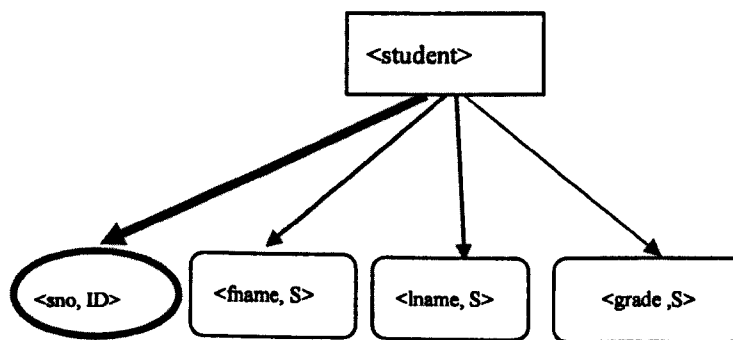 <student>
<sno, ID>
<fname, S>
<lname, S>
<grade ,S>